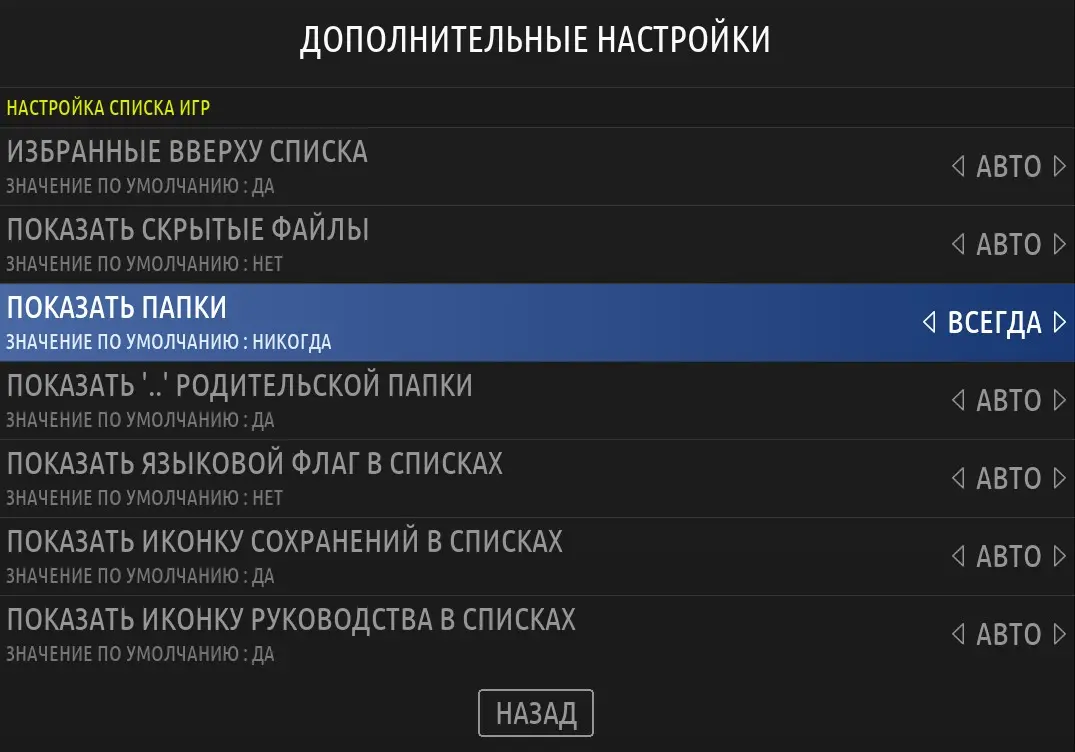 ДОПОЛНИТЕЛЬНЫЕ НАСТРОЙКИ
НАСТРОЙКА СПИСКА ИГР
ИЗБРАННЫЕ ВВЕРХУ СПИСКА
АВТО
ЗНАЧЕНИЕ ПО УМОЛЧАНИЮ : ДА
ПОКАЗАТЬ СКРЫТЫЕ ФАЙЛЫ
АВТО
ЗНАЧЕНИЕ ПО УМОЛЧАНИЮ : НЕТ
ПОКАЗАТЬ ПАПКИ
ВСЕГДА
ЗНАЧЕНИЕ ПО УМОЛЧАНИЮ : НИКОГДА
ПОКАЗАТЬ '..' РОДИТЕЛЬСКОЙ ПАПКИ
АВТО
ЗНАЧЕНИЕ ПО УМОЛЧАНИЮ : ДА
ПОКАЗАТЬ ЯЗЫКОВОЙ ФЛАГ В СПИСКАХ
АВТО
ЗНАЧЕНИЕ ПО УМОЛЧАНИЮ : НЕТ
ПОКАЗАТЬ ИКОНКУ СОХРАНЕНИЙ В СПИСКАХ
АВТО
ЗНАЧЕНИЕ ПО УМОЛЧАНИЮ : ДА
ПОКАЗАТЬ ИКОНКУ РУКОВОДСТВА В СПИСКАХ
АВТО
ЗНАЧЕНИЕ ПО УМОЛЧАНИЮ : ДА
НАЗАД